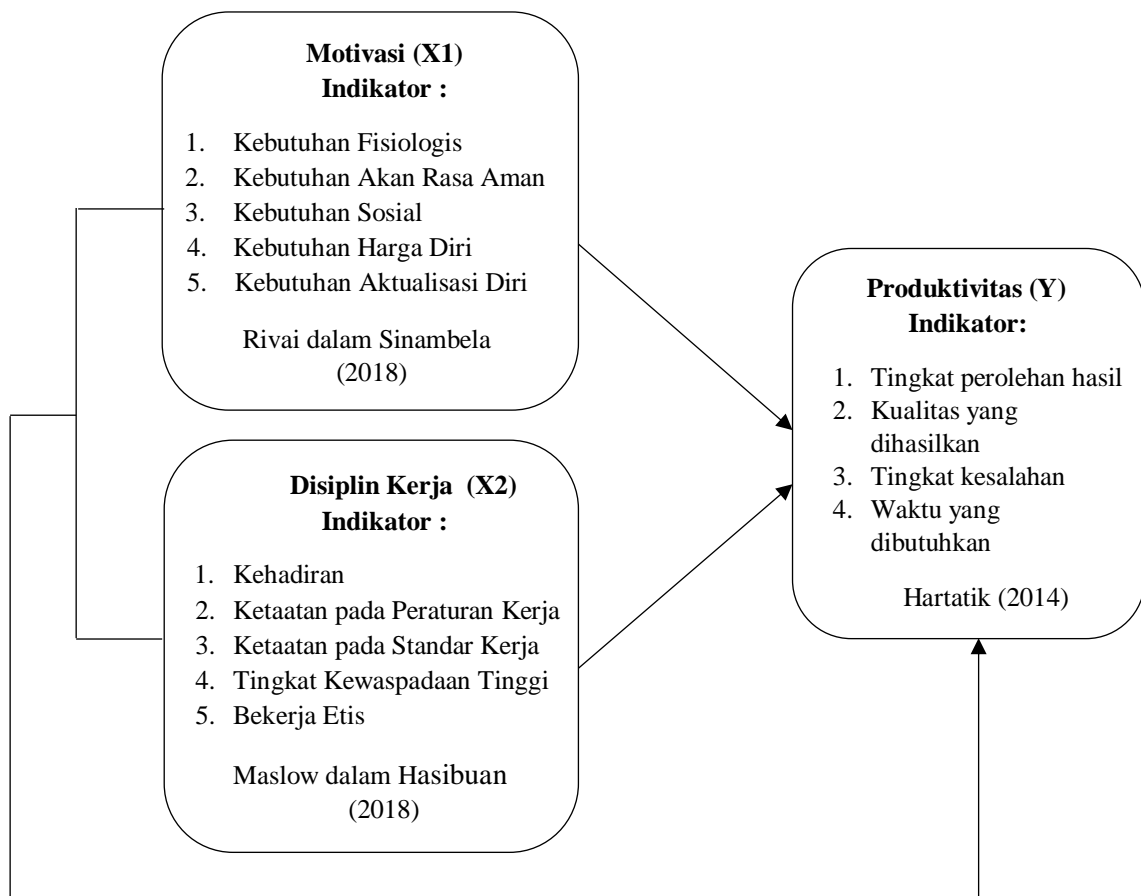 Motivasi (X1)
Indikator :
1. Kebutuhan Fisiologis
2. Kebutuhan Akan Rasa Aman
3. Kebutuhan Sosial
4. Kebutuhan Harga Diri
5. Kebutuhan Aktualisasi Diri
Rivai dalam Sinambela
(2018)
Disiplin Kerja (X2)
Indikator :
1. Kehadiran
2. Ketaatan pada Peraturan Kerja
3. Ketaatan pada Standar Kerja
4. Tingkat Kewaspadaan Tinggi
5. Bekerja Etis
Maslow dalam Hasibuan
(2018)
Produktivitas (Y)
Indikator:
1. Tingkat perolehan hasil
2. Kualitas yang
dihasilkan
3. Tingkat kesalahan
4. Waktu yang
dibutuhkan
Hartatik (2014)